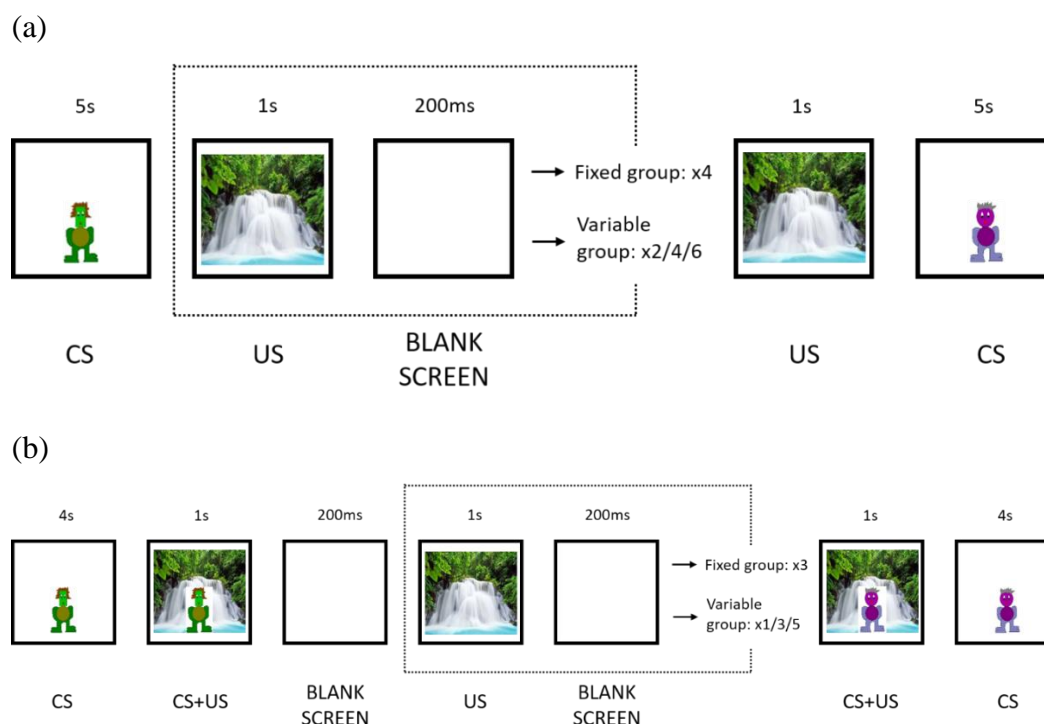 (a)
5s 1s 200ms 1s 5s
Fixed group: x4
Variable
group: x2/4/6
CS US BLANK US CS
SCREEN
(b)
4s 1s 200ms 1s 200ms 1s 4s
Fixed group: x3
Variable
group: x1/3/5
CS CS+US BLANK US BLANK CS+US CS
SCREEN SCREEN